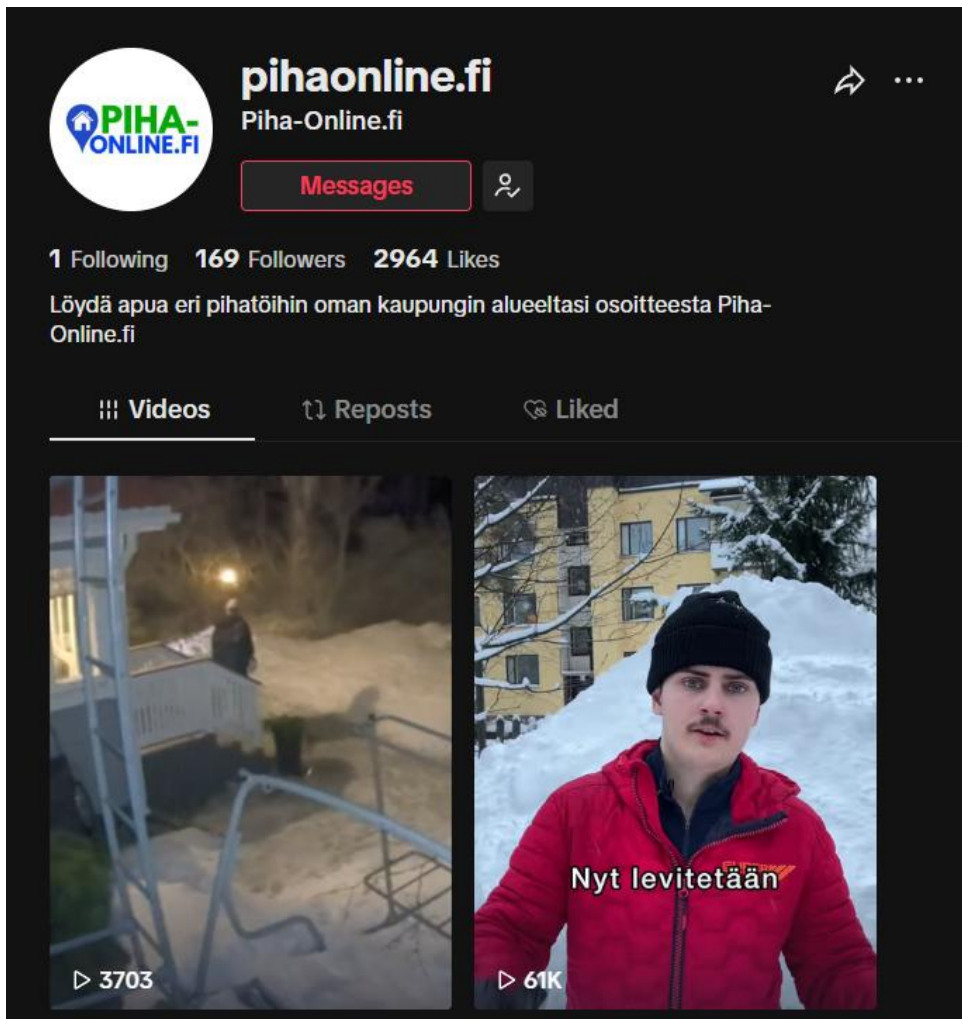 pihaonline.fi
Piha-Online.fi
PIHA-
ONLINE.FI
Messages
1 Following 169 Followers 2964 Likes
Löydä apua eri pihatöihin oman kaupungin alueeltasi osoitteesta Piha-
Online.fi
Videos Reposts Liked
Nyt levitetään
3703
61K